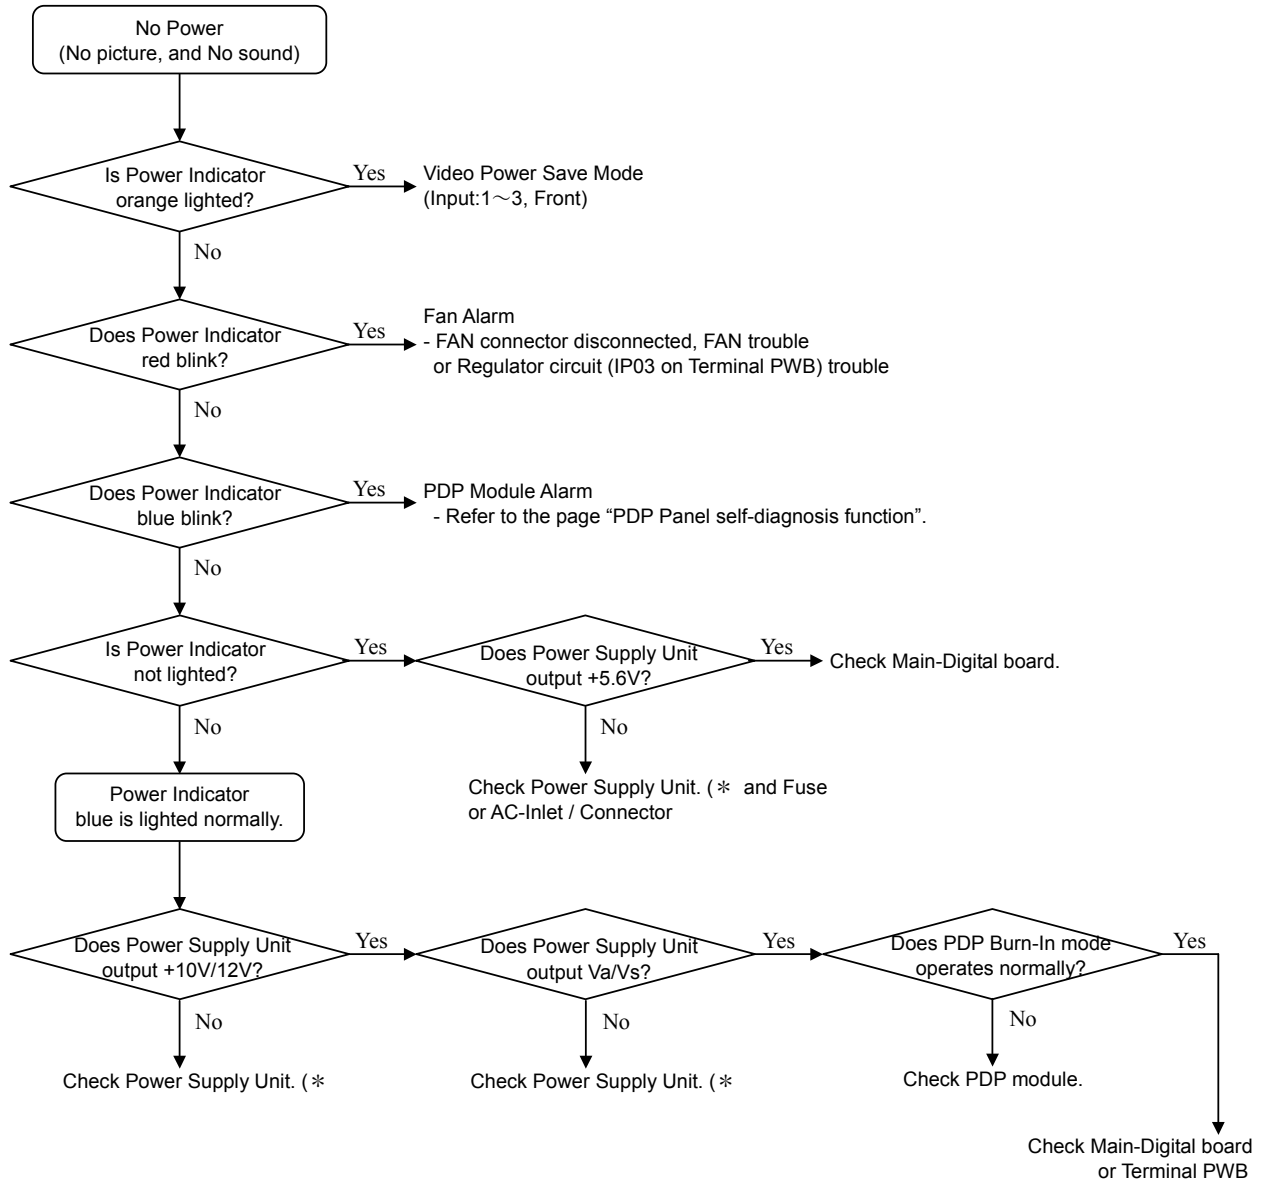 No Power
(No picture, and No sound)
Is Power Indicator
orange lighted?
Yes
Video Power Save Mode
(Input:1～3, Front)
No
Does Power Indicator
red blink?
Yes
Fan Alarm
- FAN connector disconnected, FAN trouble
or Regulator circuit (IP03 on Terminal PWB) trouble
No
Does Power Indicator
blue blink?
Yes
PDP Module Alarm
- Refer to the page “PDP Panel self-diagnosis function”.
No
Is Power Indicator
not lighted?
Yes
Does Power Supply Unit
output +5.6V?
Yes
Check Main-Digital board.
No
No
Check Power Supply Unit. (＊ and Fuse
or AC-Inlet / Connector
Power Indicator
blue is lighted normally.
Does Power Supply Unit
output +10V/12V?
Yes
Does Power Supply Unit
output Va/Vs?
Yes
Does PDP Burn-In mode
operates normally?
Yes
No
No
No
Check Power Supply Unit. (＊
Check Power Supply Unit. (＊
Check PDP module.
Check Main-Digital board
or Terminal PWB